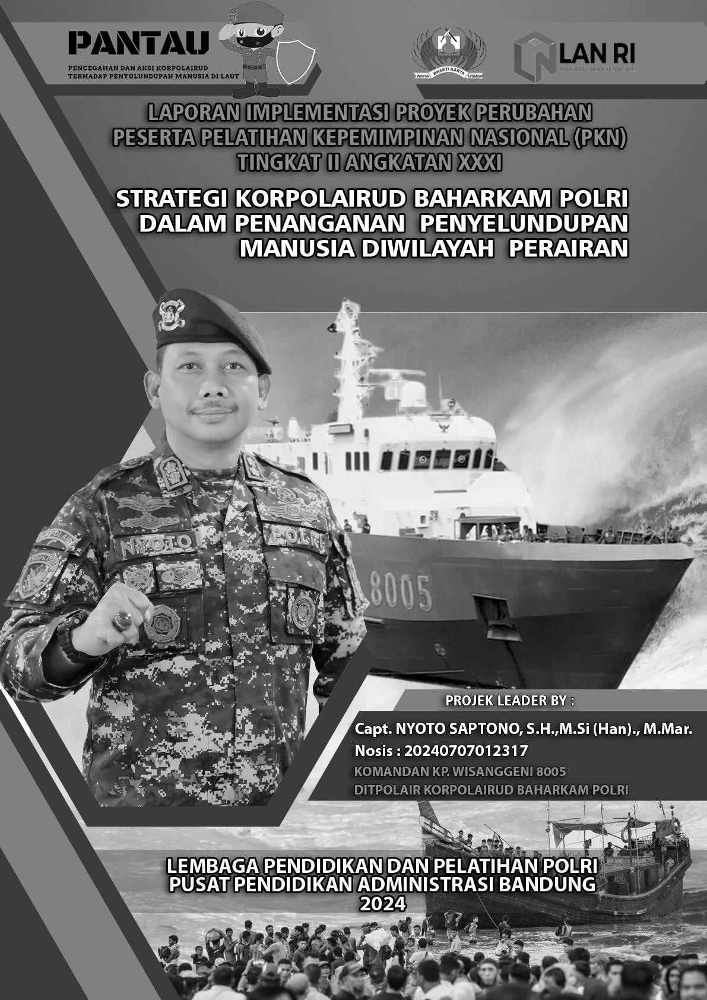 PANTAU
PENCEGAHAN DAN AKSI KORPOLAIRUD
TERHADAP PENYULUNDUPAN MANUSIA DI LAUT
WIDYA BHAKTI KARYA UTAMA
LAN RI
MAKARTI BHAKTI NAGARI
LAPORAN IMPLEMENTASI PROYEK PERUBAHAN
PESERTA PELATIHAN KEPEMIMPINAN NASIONAL (PKN)
TINGKAT II ANGKATAN XXXI
STRATEGI KORPOLAIRUD BAHARKAM POLRI
DALAM PENANGANAN PENYELUNDUPAN
MANUSIA DIWILAYAH PERAIRAN
NYOTO
POLRI
8005
PROJEK LEADER BY :
Capt. NYOTO SAPTONO, S.H.,M.Si (Han)., M.Mar.
Nosis : 20240707012317
KOMANDAN KP. WISANGGENI 8005
DITPOLAIR KORPOLAIRUD BAHARKAM POLRI
LEMBAGA PENDIDIKAN DAN PELATIHAN POLRI
PUSAT PENDIDIKAN ADMINISTRASI BANDUNG
2024